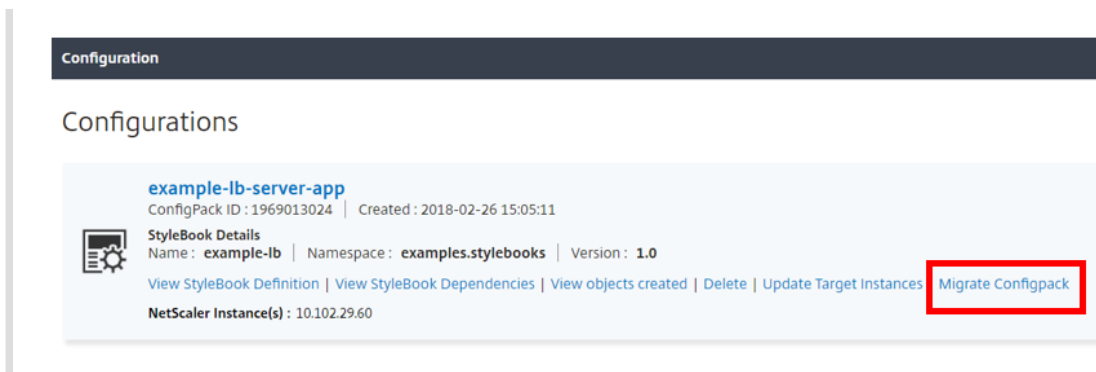 Configuration
Configurations
example-lb-server-app
ConfigPack ID : 1969013024 | Created : 2018-02-26 15:05:11
StyleBook Details
Name : example-lb | Namespace : examples.stylebooks | Version : 1.0
View StyleBook Definition | View StyleBook Dependencies | View objects created | Delete | Update Target Instances Migrate Configpack
NetScaler Instance(s) : 10.102.29.60